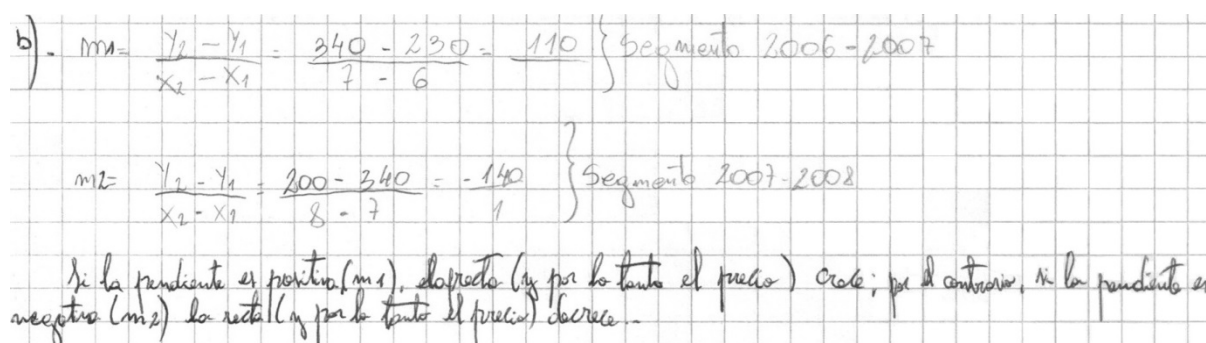 b). m1= y2 - y1 / x2 - x1 = 340 - 230 / 7 - 6 = 110 } Segmento 2006-2007
m2= y2 - y1 / x2 - x1 = 200 - 340 / 8 - 7 = -140 / 1 } Segmento 2007-2008
Si la pendiente es positiva (m1), la recta (y por lo tanto el precio) crece; por el contrario, si la pendiente es
negativa (m2) la recta (y por lo tanto el precio) decrece..